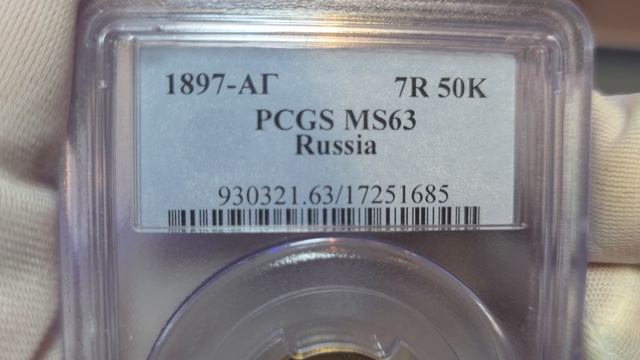 1897-АГ 7R 50K
PCGS MS63
Russia
930321.63/17251685